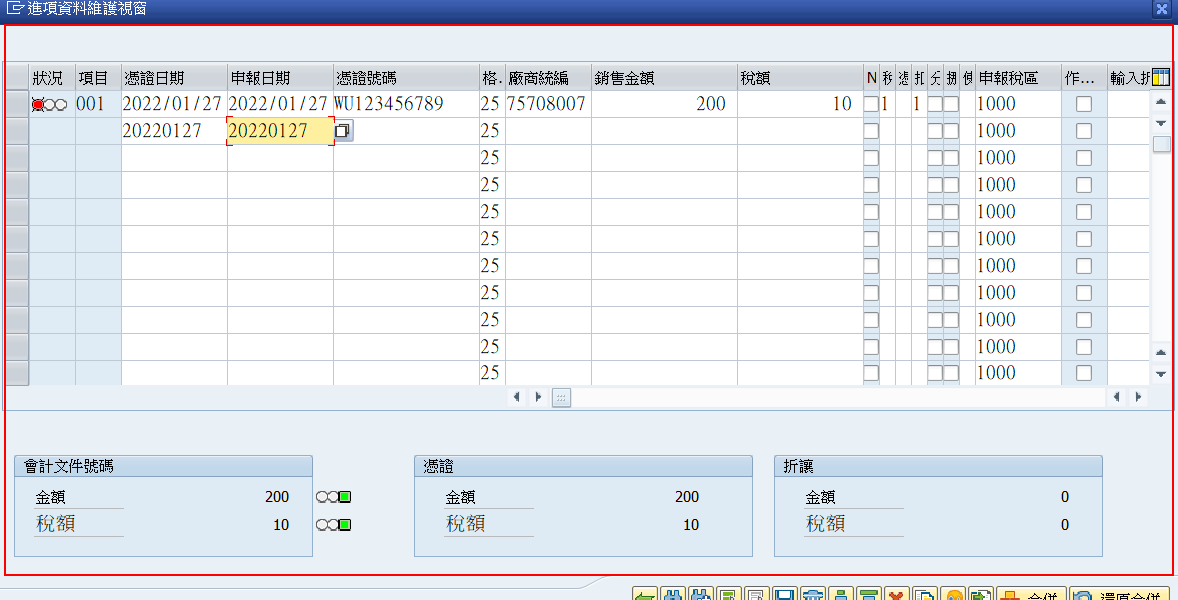 進項資料維護視窗
狀況 項目 憑證日期 申報日期 憑證號碼 格. 廠商統編 銷售金額 稅額 N 稅 憑 扣 分 捆 使 申報稅區 作... 輸入折
001 2022/01/27 2022/01/27 WU123456789 25 75708007 200 10 1 1 1000
20220127 20220127 25 1000
25 1000
25 1000
25 1000
25 1000
25 1000
25 1000
25 1000
25 1000
25 1000
會計文件號碼 憑證 折讓
金額 200 金額 200 金額 0
稅額 10 稅額 10 稅額 0
合併 還原合併